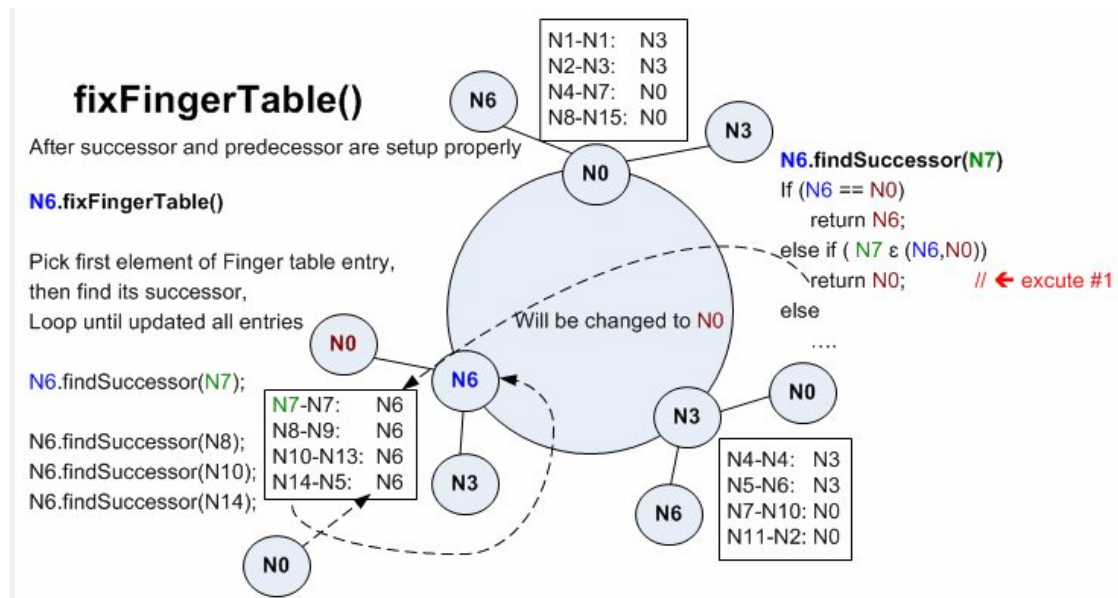 fixFingerTable()
After successor and predecessor are setup properly
N6.fixFingerTable()
Pick first element of Finger table entry,
then find its successor,
Loop until updated all entries
N6.findSuccessor(N7);
N6.findSuccessor(N8);
N6.findSuccessor(N10);
N6.findSuccessor(N14);
N6
N1-N1: N3
N2-N3: N3
N4-N7: N0
N8-N15: N0
N3
N0
N6.findSuccessor(N7)
If (N6 == N0)
return N6;
else if ( N7 ε (N6,N0))
return N0; // ← excute #1
else
....
Will be changed to N0
N0
N6
N7-N7: N6
N8-N9: N6
N10-N13: N6
N14-N5: N6
N3
N0
N3
N0
N6
N4-N4: N3
N5-N6: N3
N7-N10: N0
N11-N2: N0